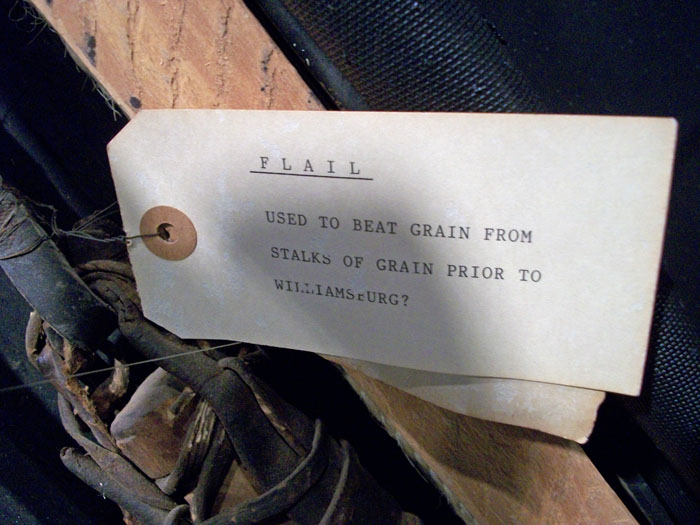 FLAIL
USED TO BEAT GRAIN FROM
STALKS OF GRAIN PRIOR TO
WILLIAMSBURG?